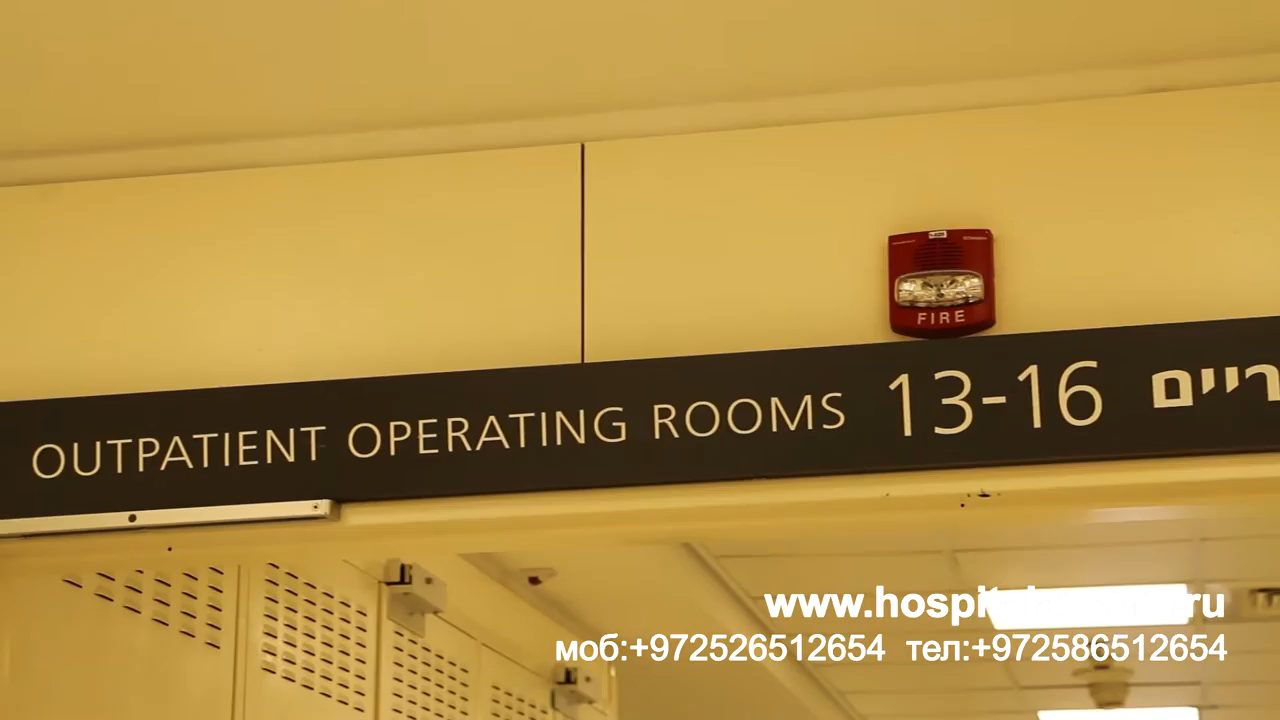 FIRE
OUTPATIENT OPERATING ROOMS 13-16
моб:+972526512654 тел:+972586512654